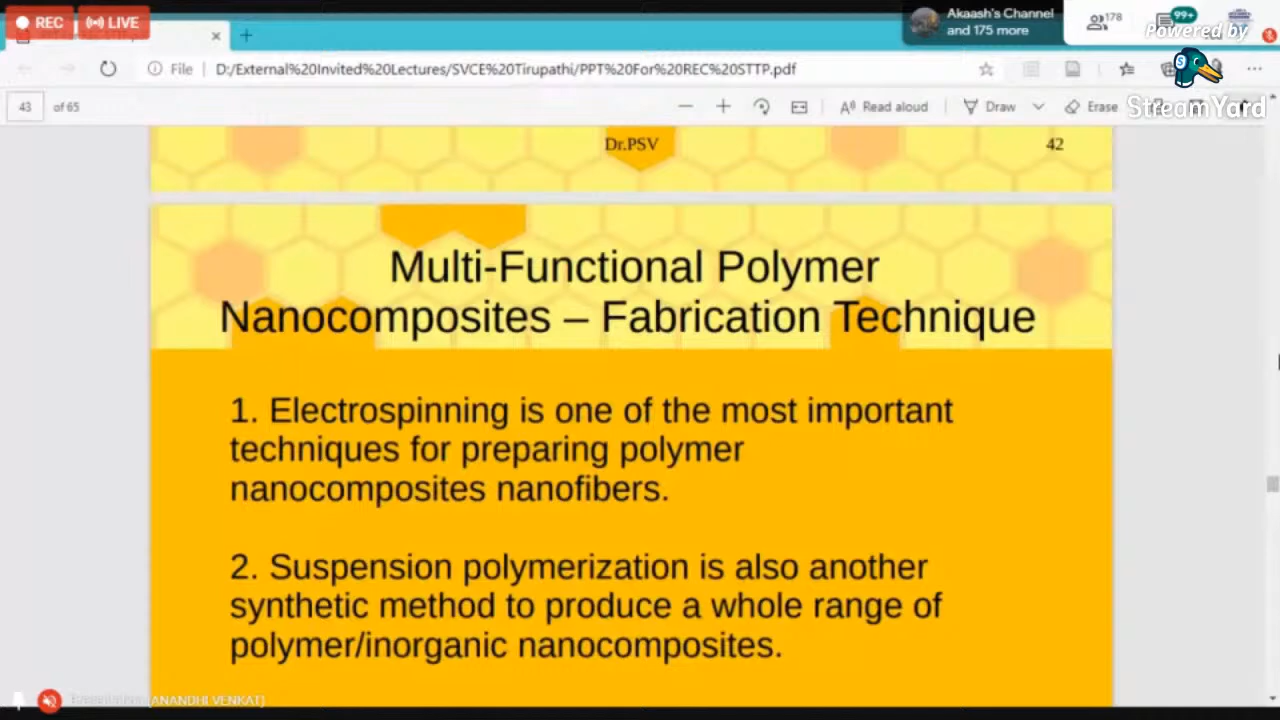 REC
LIVE
Akaash's Channel
and 175 more
178
99+
Powered by
File
D:/External%20Invited%20Lectures/SVCE%20Tirupathi/PPT%20For%20REC%20STTP.pdf
43 of 65
Read aloud
Draw
Erase
StreamYard
Dr.PSV
42
Multi-Functional Polymer
Nanocomposites – Fabrication Technique
1. Electrospinning is one of the most important
techniques for preparing polymer
nanocomposites nanofibers.
2. Suspension polymerization is also another
synthetic method to produce a whole range of
polymer/inorganic nanocomposites.
(ANANDHI VENKAT)